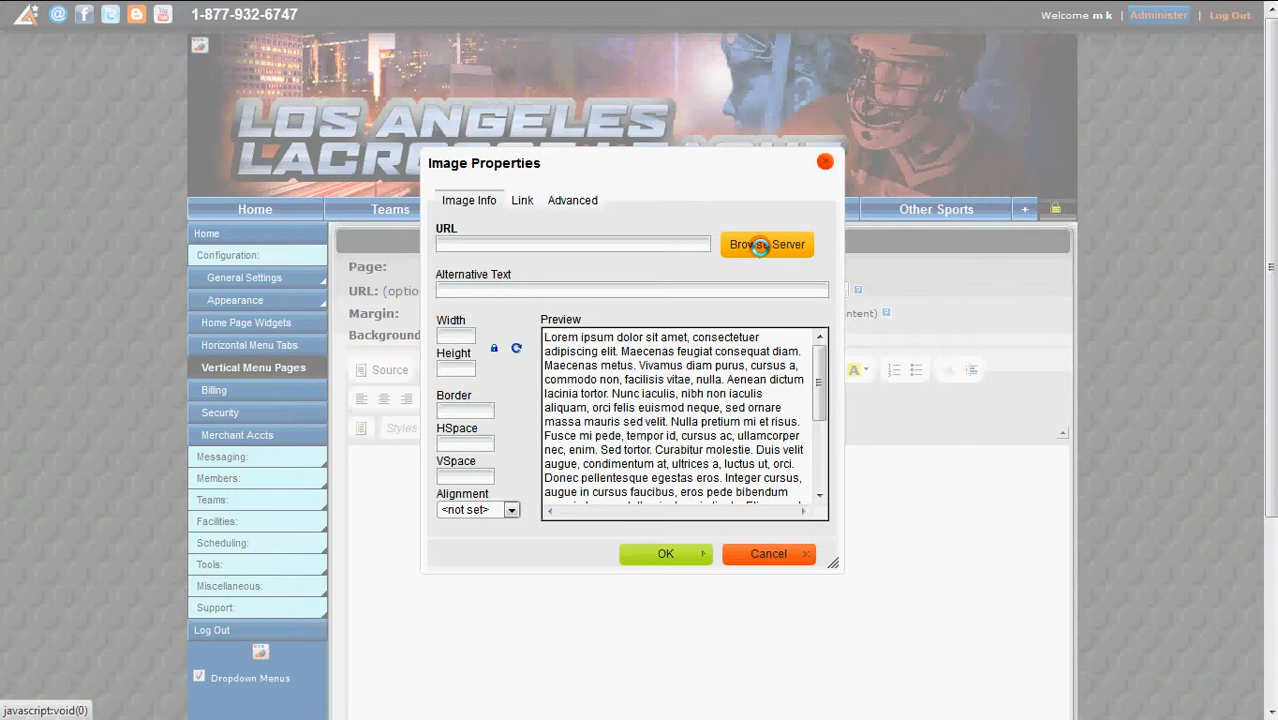 1-877-932-6747
Welcome m k | Administer | Log Out
LOS ANGELES
LACROSSE
Home
Teams
Other Sports
+
Home
Configuration:
General Settings
Appearance
Home Page Widgets
Horizontal Menu Tabs
Vertical Menu Pages
Billing
Security
Merchant Accts
Messaging:
Members:
Teams:
Facilities:
Scheduling:
Tools:
Miscellaneous:
Support:
Log Out
Dropdown Menus
Page:
URL: (optio
Margin:
Background
Source
Styles
ntent)
Image Properties
Image Info
Link
Advanced
URL
Browse Server
Alternative Text
Width
Height
Border
HSpace
VSpace
Alignment
<not set>
Preview
Lorem ipsum dolor sit amet, consectetuer
adipiscing elit. Maecenas feugiat consequat diam.
Maecenas metus. Vivamus diam purus, cursus a,
commodo non, facilisis vitae, nulla. Aenean dictum
lacinia tortor. Nunc iaculis, nibh non iaculis
aliquam, orci felis euismod neque, sed ornare
massa mauris sed velit. Nulla pretium mi et risus.
Fusce mi pede, tempor id, cursus ac, ullamcorper
nec, enim. Sed tortor. Curabitur molestie. Duis velit
augue, condimentum at, ultrices a, luctus ut, orci.
Donec pellentesque egestas eros. Integer cursus,
augue in cursus faucibus, eros pede bibendum
OK
Cancel
javascript:void(0)